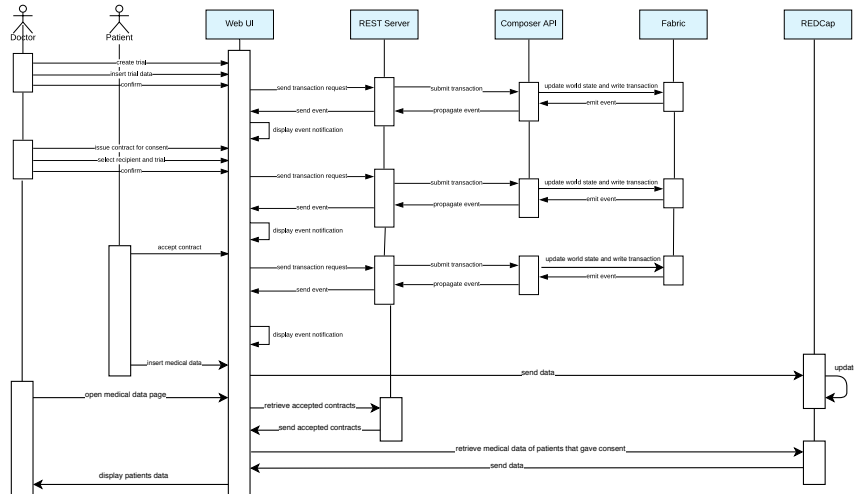 Doctor
Patient
Web UI
REST Server
Composer API
Fabric
REDCap
create trial
insert trial data
confirm
send transaction request
submit transaction
update world state and write transaction
send event
propagate event
emit event
display event notification
issue contract for consent
select recipient and trial
confirm
send transaction request
submit transaction
update world state and write transaction
send event
propagate event
emit event
display event notification
accept contract
send transaction request
submit transaction
update world state and write transaction
send event
propagate event
emit event
display event notification
insert medical data
send data
updat
open medical data page
retrieve accepted contracts
send accepted contracts
retrieve medical data of patients that gave consent
send data
display patients data